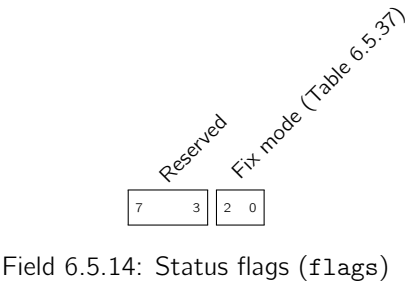 Reserved
Fix mode (Table 6.5.37)
7 3 2 0
Field 6.5.14: Status flags (flags)